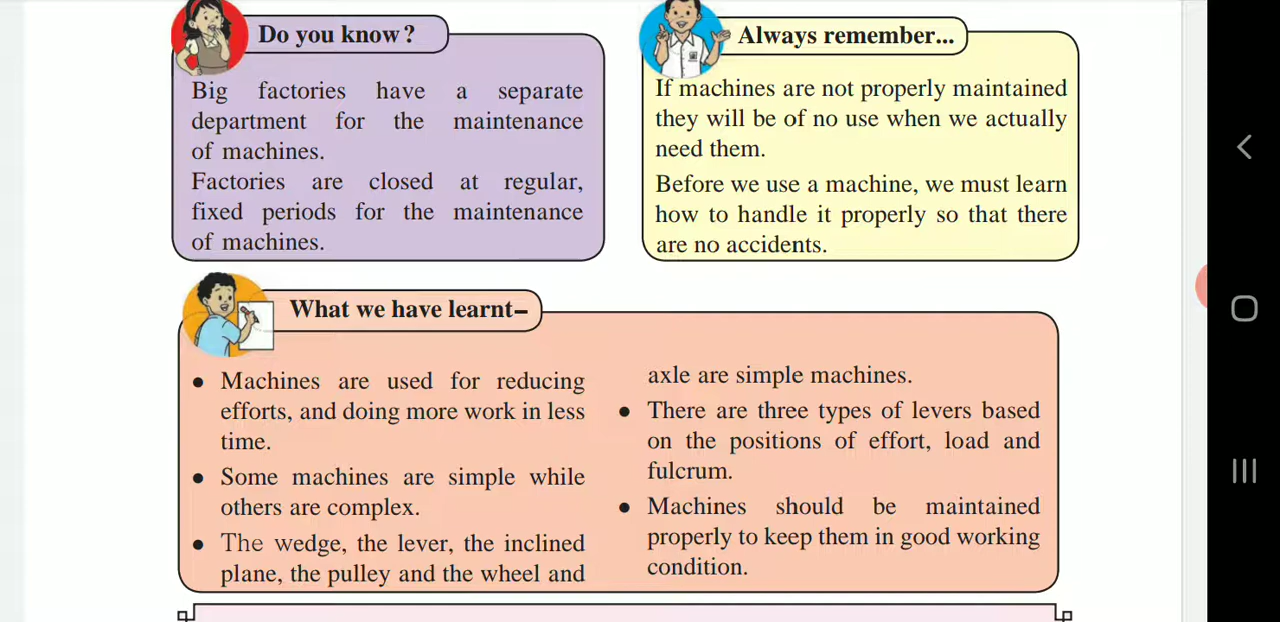 Do you know?
Big factories have a separate
department for the maintenance
of machines.
Factories are closed at regular,
fixed periods for the maintenance
of machines.
Always remember...
If machines are not properly maintained
they will be of no use when we actually
need them.
Before we use a machine, we must learn
how to handle it properly so that there
are no accidents.
What we have learnt–
● Machines are used for reducing
efforts, and doing more work in less
time.
● Some machines are simple while
others are complex.
● The wedge, the lever, the inclined
plane, the pulley and the wheel and
axle are simple machines.
● There are three types of levers based
on the positions of effort, load and
fulcrum.
● Machines should be maintained
properly to keep them in good working
condition.